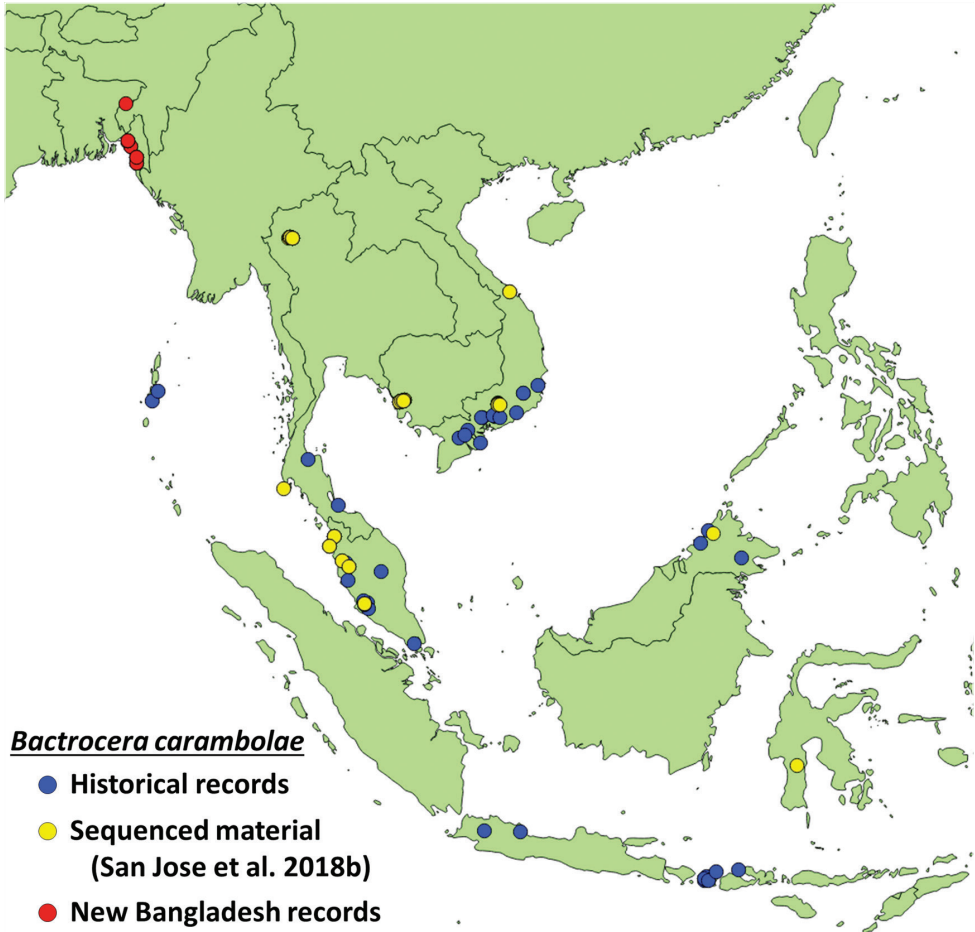 Bactrocera carambolae
Historical records
Sequenced material
(San Jose et al. 2018b)
New Bangladesh records